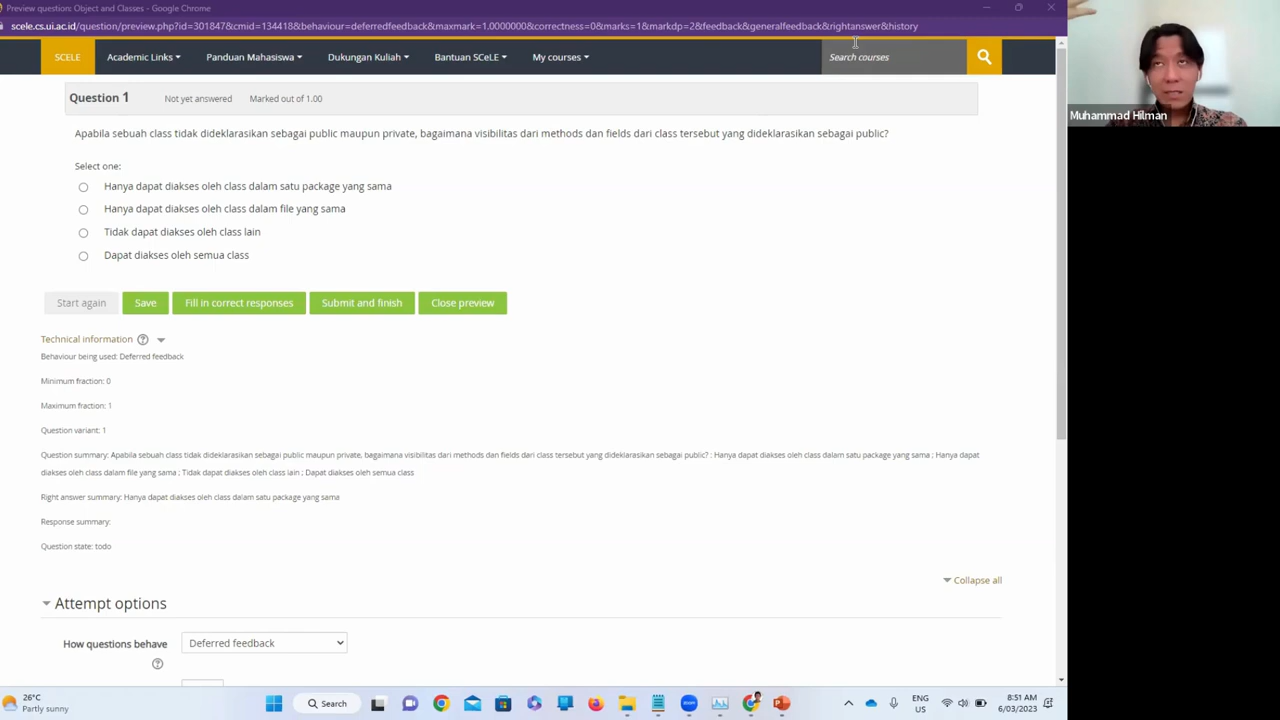 Preview question: Object and Classes - Google Chrome
scele.cs.ui.ac.id/question/preview.php?id=301847&cmid=134418&behaviour=deferredfeedback&maxmark=1,0000000&correctness=0&marks=1&markdp=2&feedback&generalfeedback&rightanswer&history
SCELE Academic Links Panduan Mahasiswa Dukungan Kuliah Bantuan SCeLE My courses Search courses
Muhammad Hilman
Question 1 Not yet answered Marked out of 1.00
Apabila sebuah class tidak dideklarasikan sebagai public maupun private, bagaimana visibilitas dari methods dan fields dari class tersebut yang dideklarasikan sebagai public?
Select one:
Hanya dapat diakses oleh class dalam satu package yang sama
Hanya dapat diakses oleh class dalam file yang sama
Tidak dapat diakses oleh class lain
Dapat diakses oleh semua class
Start again Save Fill in correct responses Submit and finish Close preview
Technical information
Behaviour being used: Deferred feedback
Minimum fraction: 0
Maximum fraction: 1
Question variant: 1
Question summary: Apabila sebuah class tidak dideklarasikan sebagai public maupun private, bagaimana visibilitas dari methods dan fields dari class tersebut yang dideklarasikan sebagai public? : Hanya dapat diakses oleh class dalam satu package yang sama ; Hanya dapat
diakses oleh class dalam file yang sama ; Tidak dapat diakses oleh class lain ; Dapat diakses oleh semua class
Right answer summary: Hanya dapat diakses oleh class dalam satu package yang sama
Response summary:
Question state: todo
Collapse all
Attempt options
How questions behave Deferred feedback
26°C
Partly sunny
Search
ENG
US
8:51 AM
6/03/2023